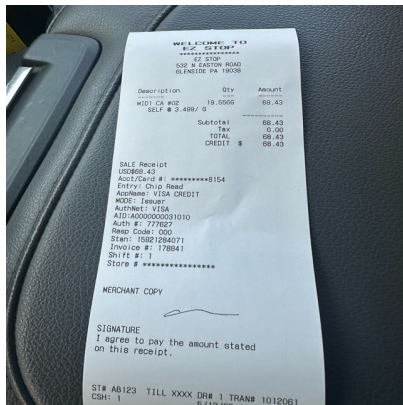 WELCOME TO
EZ STOP
******************
EZ STOP
532 N EASTON ROAD
GLENSIDE PA 19038
Description Qty Amount
MID1 CA #02 19.556G 68.43
SELF @ 3.499/ G
Subtotal 68.43
Tax 0.00
TOTAL 68.43
CREDIT $ 68.43
SALE Receipt
USD$68.43
Acct/Card #: *********8154
Entry: Chip Read
AppName: VISA CREDIT
MODE: Issuer
AuthNet: VISA
AID:A0000000031010
Auth #: 777627
Resp Code: 000
Stan: 15921284071
Invoice #: 178841
Shift #: 1
Store # ****************
MERCHANT COPY
SIGNATURE
I agree to pay the amount stated
on this receipt.
ST# AB123 TILL XXXX DR# 1 TRAN# 1012061
CSH: 1